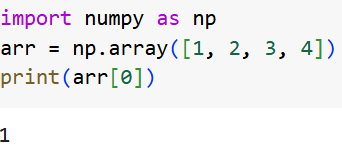 import numpy as np
arr = np.array([1, 2, 3, 4])
print(arr[0])
1